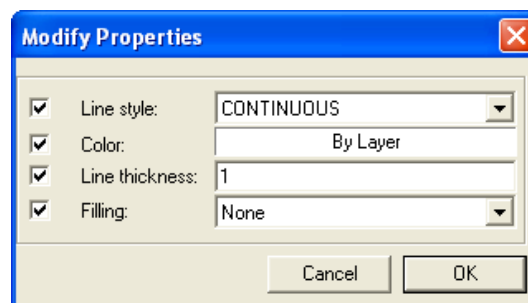 Modify Properties
Line style: CONTINUOUS
Color: By Layer
Line thickness: 1
Filling: None
Cancel OK